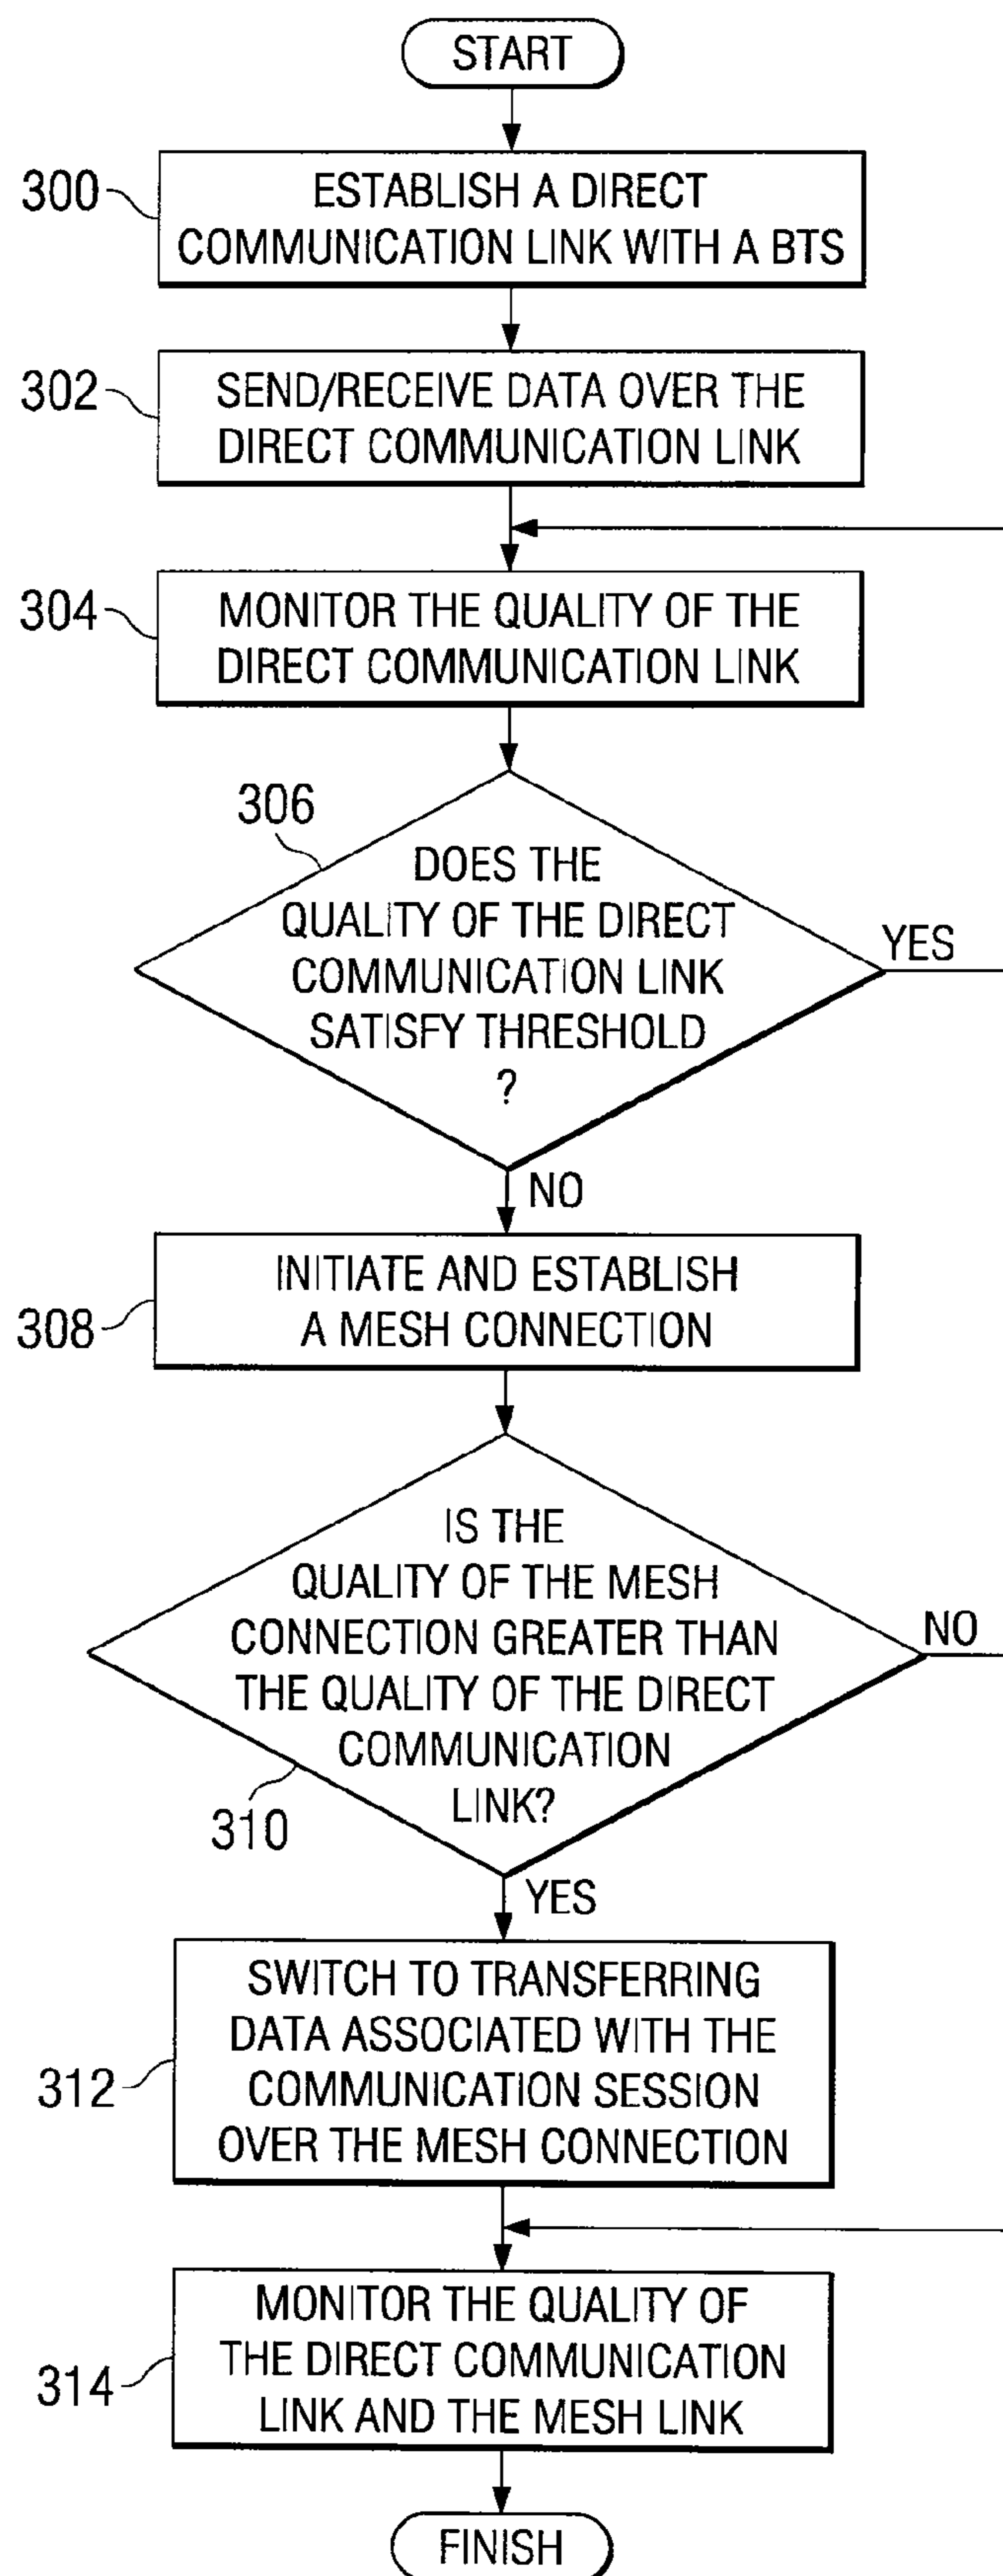 START
300
ESTABLISH A DIRECT
COMMUNICATION LINK WITH A BTS
302
SEND/RECEIVE DATA OVER THE
DIRECT COMMUNICATION LINK
304
MONITOR THE QUALITY OF THE
DIRECT COMMUNICATION LINK
306
DOES THE
QUALITY OF THE DIRECT
COMMUNICATION LINK
SATISFY THRESHOLD
?
YES
NO
308
INITIATE AND ESTABLISH
A MESH CONNECTION
IS THE
QUALITY OF THE MESH
CONNECTION GREATER THAN
THE QUALITY OF THE DIRECT
COMMUNICATION
LINK?
NO
310
YES
312
SWITCH TO TRANSFERRING
DATA ASSOCIATED WITH THE
COMMUNICATION SESSION
OVER THE MESH CONNECTION
314
MONITOR THE QUALITY OF
THE DIRECT COMMUNICATION
LINK AND THE MESH LINK
FINISH